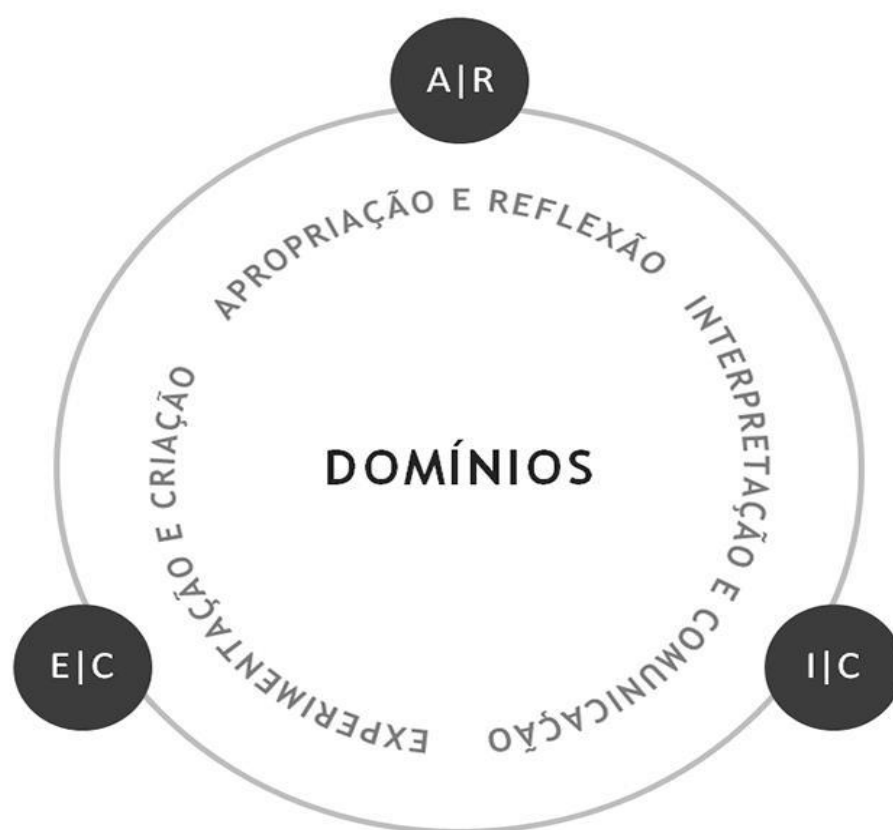 A|R
APROPRIAÇÃO E REFLEXÃO
INTERPRETAÇÃO E COMUNICAÇÃO
EXPERIMENTAÇÃO E CRIAÇÃO
DOMÍNIOS
E|C
I|C